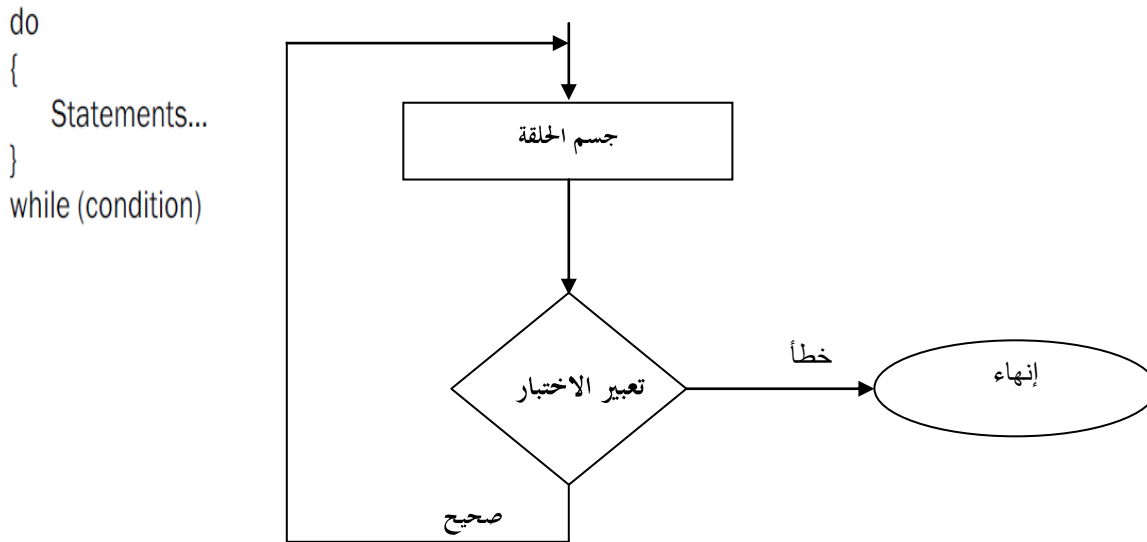 do
{
Statements...
}
while (condition)
جسم الحلقة
تعبير الاختبار
خطأ
إنهاء
صحيح